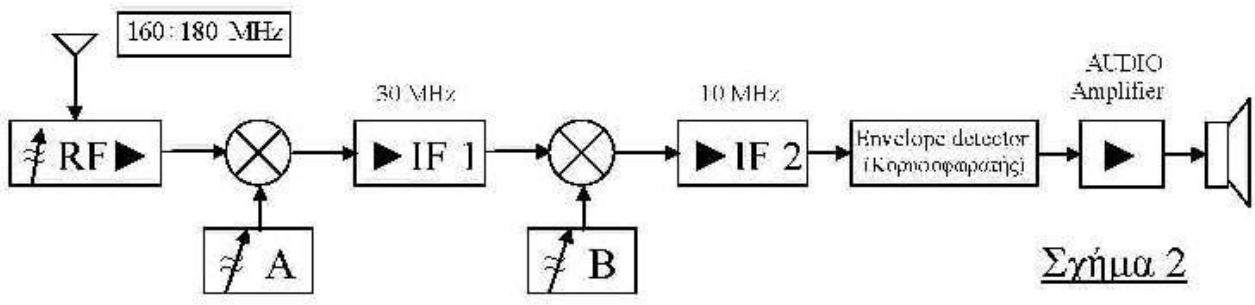 160:180 MHz
AUDIO
Amplifier
30 MHz
10 MHz
RF
IF 1
IF 2
Envelope detector
A
B
Σχήμα 2